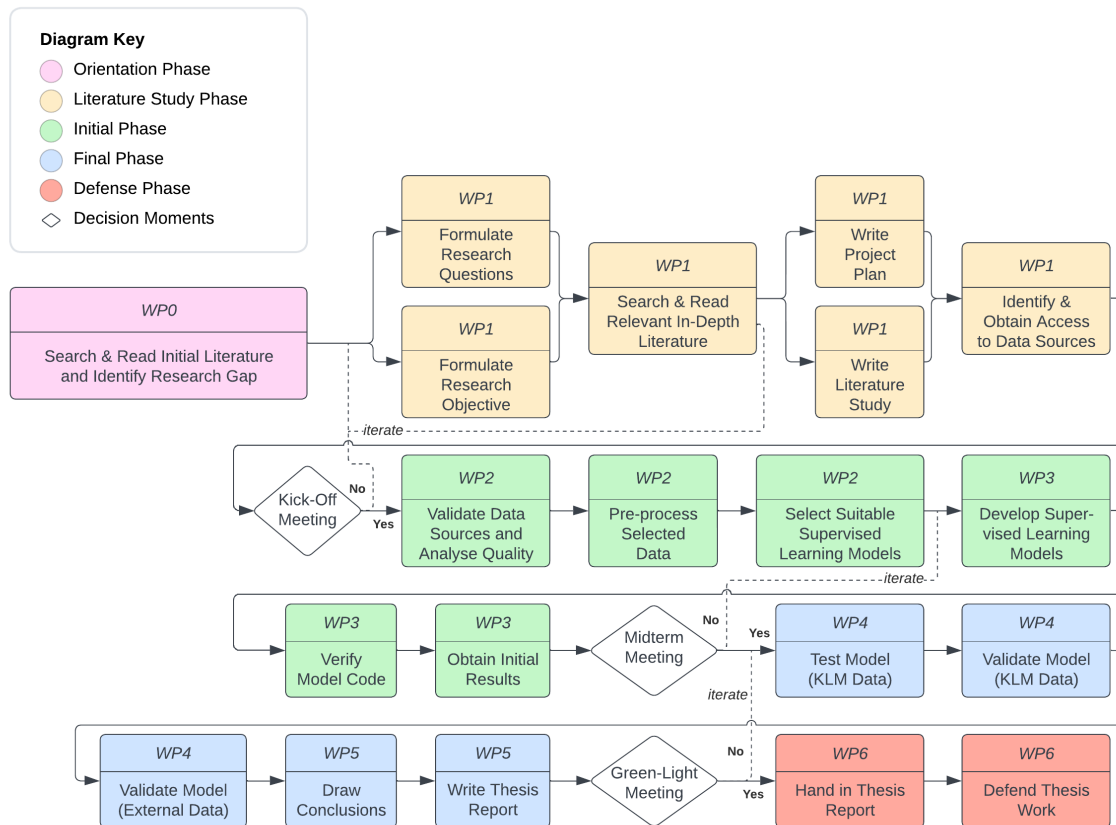 Diagram Key
Orientation Phase
Literature Study Phase
Initial Phase
Final Phase
Defense Phase
Decision Moments
WP0
Search & Read Initial Literature
and Identify Research Gap
WP1
Formulate
Research
Questions
WP1
Formulate
Research
Objective
WP1
Search & Read
Relevant In-Depth
Literature
WP1
Write
Project
Plan
WP1
Write
Literature
Study
WP1
Identify &
Obtain Access
to Data Sources
iterate
Kick-Off
Meeting
No
Yes
WP2
Validate Data
Sources and
Analyse Quality
WP2
Pre-process
Selected
Data
WP2
Select Suitable
Supervised
Learning Models
WP3
Develop Super-
vised Learning
Models
iterate
WP3
Verify
Model Code
WP3
Obtain Initial
Results
Midterm
Meeting
No
Yes
WP4
Test Model
(KLM Data)
WP4
Validate Model
(KLM Data)
iterate
WP4
Validate Model
(External Data)
WP5
Draw
Conclusions
WP5
Write Thesis
Report
Green-Light
Meeting
No
Yes
WP6
Hand in Thesis
Report
WP6
Defend Thesis
Work